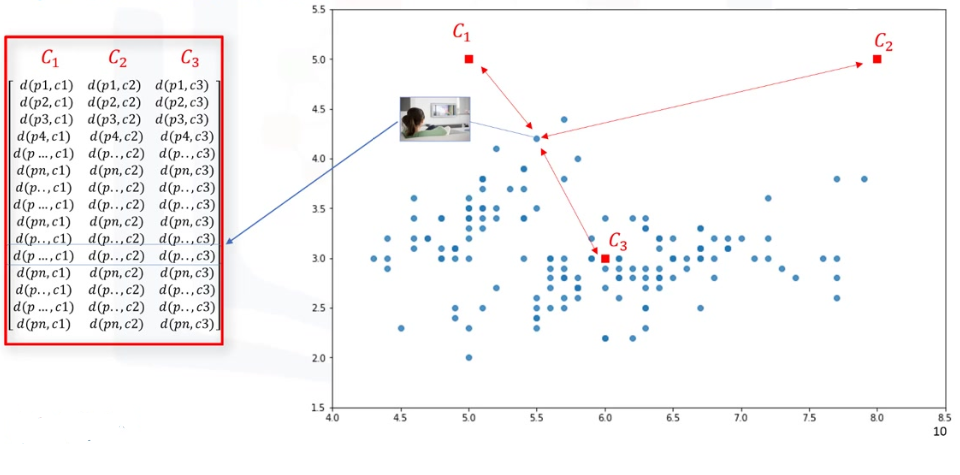 C₁ C₂ C₃
d(p1,c1) d(p1,c2) d(p1,c3)
d(p2,c1) d(p2,c2) d(p2,c3)
d(p3,c1) d(p3,c2) d(p3,c3)
d(p4,c1) d(p4,c2) d(p4,c3)
d(p …,c1) d(p..,c2) d(p..,c3)
d(pn,c1) d(pn,c2) d(pn,c3)
d(p..,c1) d(p..,c2) d(p..,c3)
d(p …,c1) d(p..,c2) d(p..,c3)
d(pn,c1) d(pn,c2) d(pn,c3)
d(p..,c1) d(p..,c2) d(p..,c3)
d(p …,c1) d(p..,c2) d(p..,c3)
d(pn,c1) d(pn,c2) d(pn,c3)
d(p..,c1) d(p..,c2) d(p..,c3)
d(p …,c1) d(p..,c2) d(p..,c3)
d(pn,c1) d(pn,c2) d(pn,c3)
5.5
5.0
4.5
4.0
3.5
3.0
2.5
2.0
1.5
C₁
C₂
C₃
4.0 4.5 5.0 5.5 6.0 6.5 7.0 7.5 8.0 8.5
10